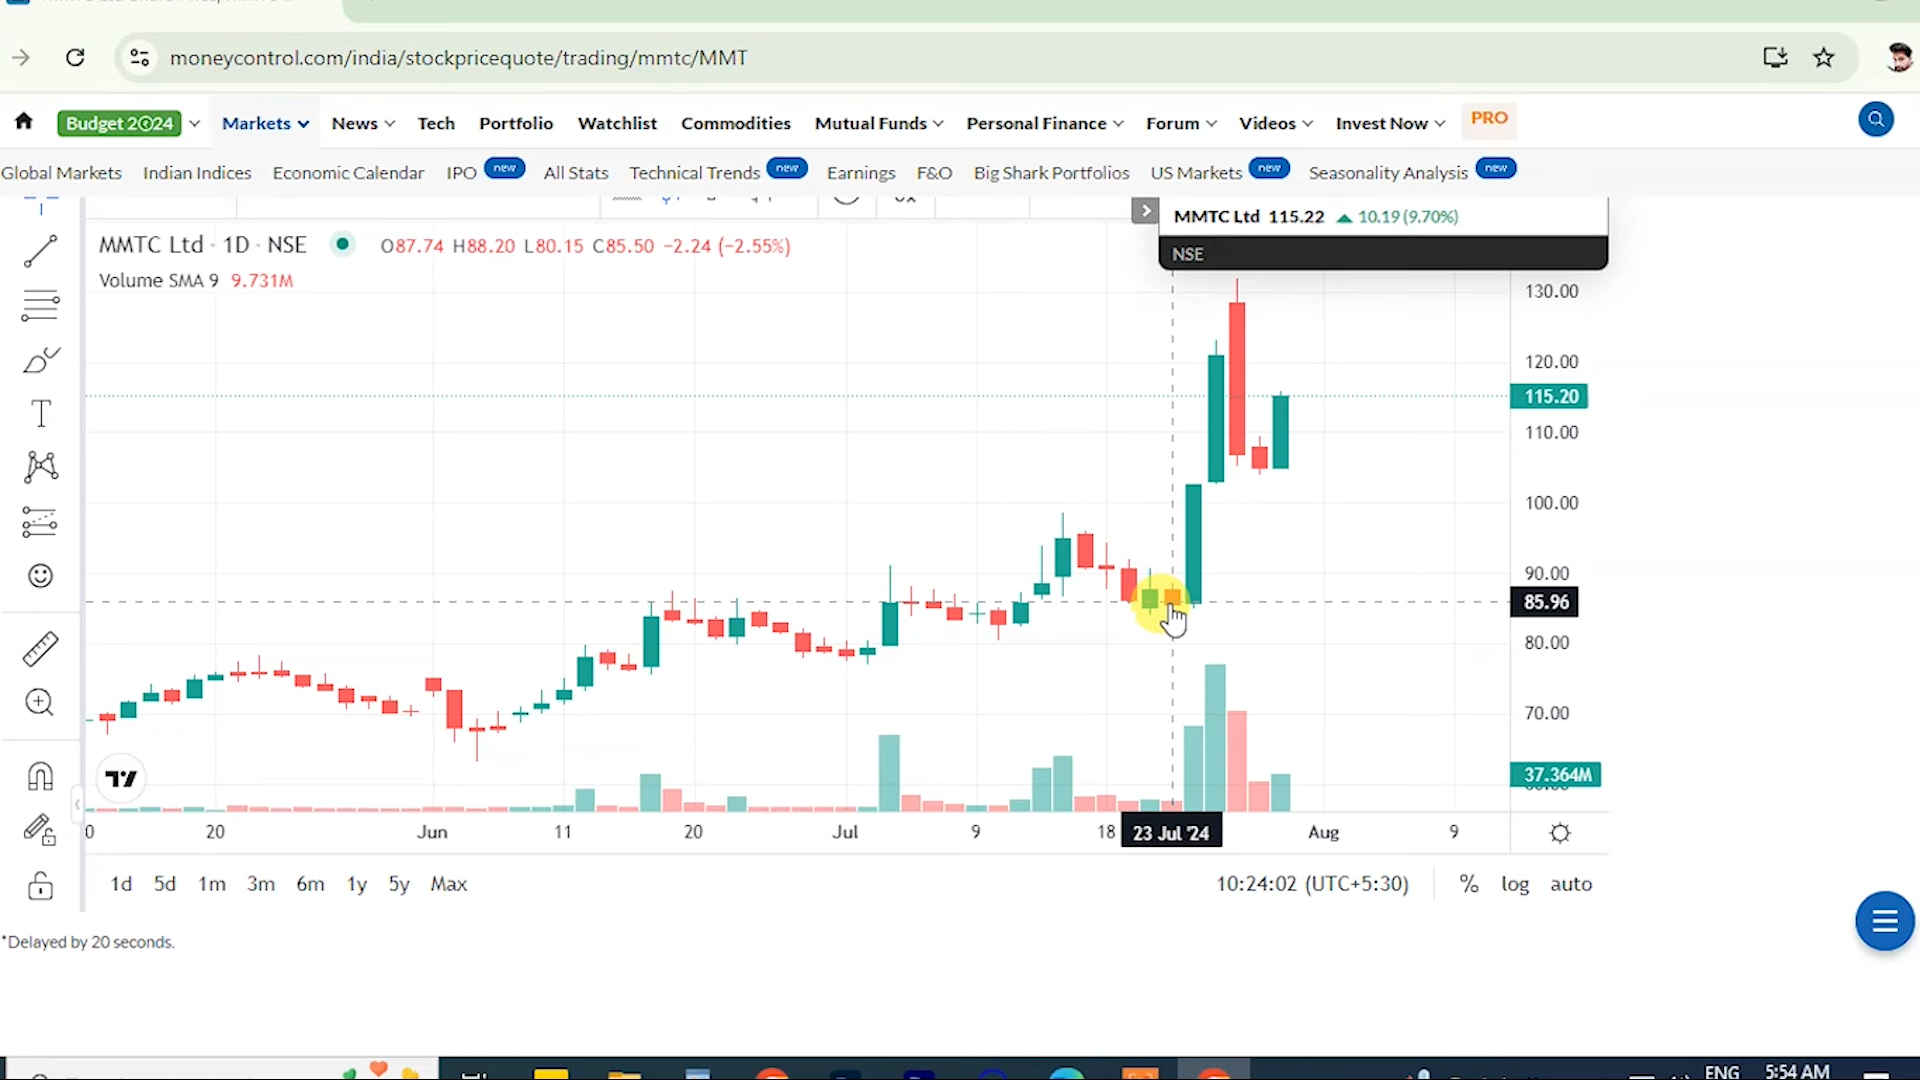 moneycontrol.com/india/stockpricequote/trading/mmtc/MMT
Budget 2024 Markets News Tech Portfolio Watchlist Commodities Mutual Funds Personal Finance Forum Videos Invest Now PRO
Global Markets Indian Indices Economic Calendar IPO new All Stats Technical Trends new Earnings F&O Big Shark Portfolios US Markets new Seasonality Analysis new
MMTC Ltd 115.22 ▲ 10.19 (9.70%)
NSE
MMTC Ltd · 1D · NSE O87.74 H88.20 L80.15 C85.50 −2.24 (−2.55%)
Volume SMA 9 9.731M
130.00
120.00
115.20
110.00
100.00
90.00
85.96
80.00
70.00
37.364M
20 Jun 11 20 Jul 9 18 23 Jul '24 Aug 9
1d 5d 1m 3m 6m 1y 5y Max 10:24:02 (UTC+5:30) % log auto
*Delayed by 20 seconds.
ENG 5:54 AM